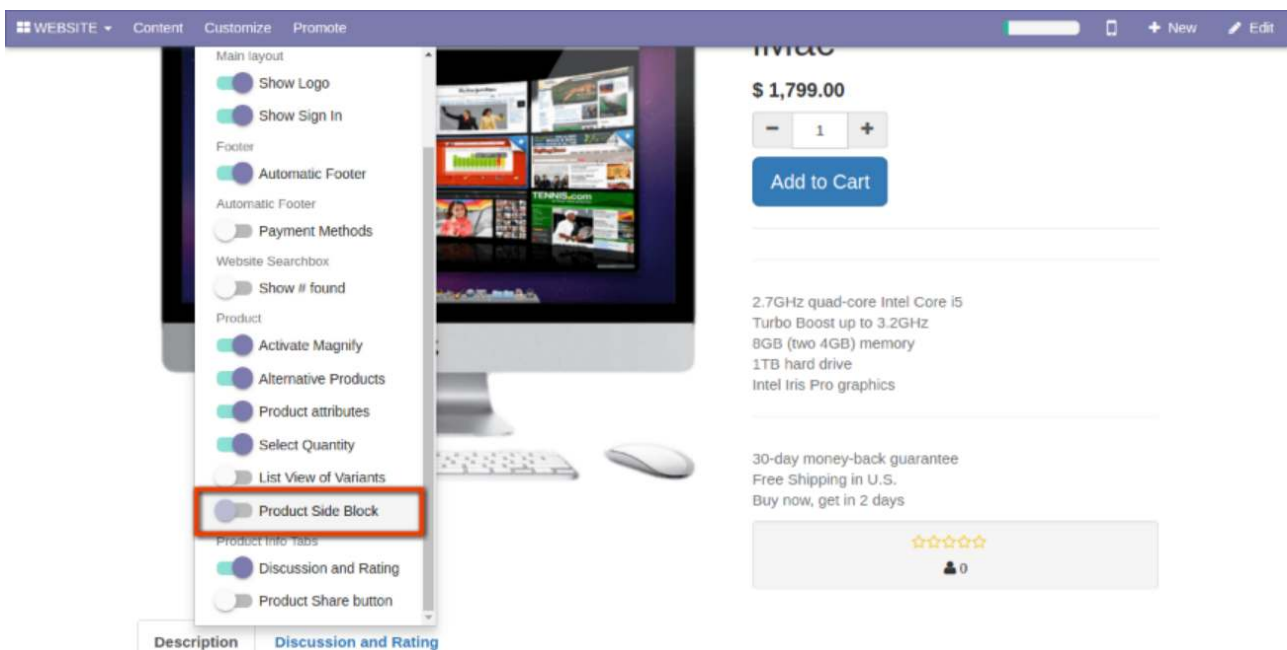 WEBSITE Content Customize Promote New Edit
Main layout
Show Logo
Show Sign In
Footer
Automatic Footer
Automatic Footer
Payment Methods
Website Searchbox
Show # found
Product
Activate Magnify
Alternative Products
Product attributes
Select Quantity
List View of Variants
Product Side Block
Product Info Tabs
Discussion and Rating
Product Share button
TENNIS.com
iMac
$ 1,799.00
- 1 +
Add to Cart
2.7GHz quad-core Intel Core i5
Turbo Boost up to 3.2GHz
8GB (two 4GB) memory
1TB hard drive
Intel Iris Pro graphics
30-day money-back guarantee
Free Shipping in U.S.
Buy now, get in 2 days
0
Description Discussion and Rating